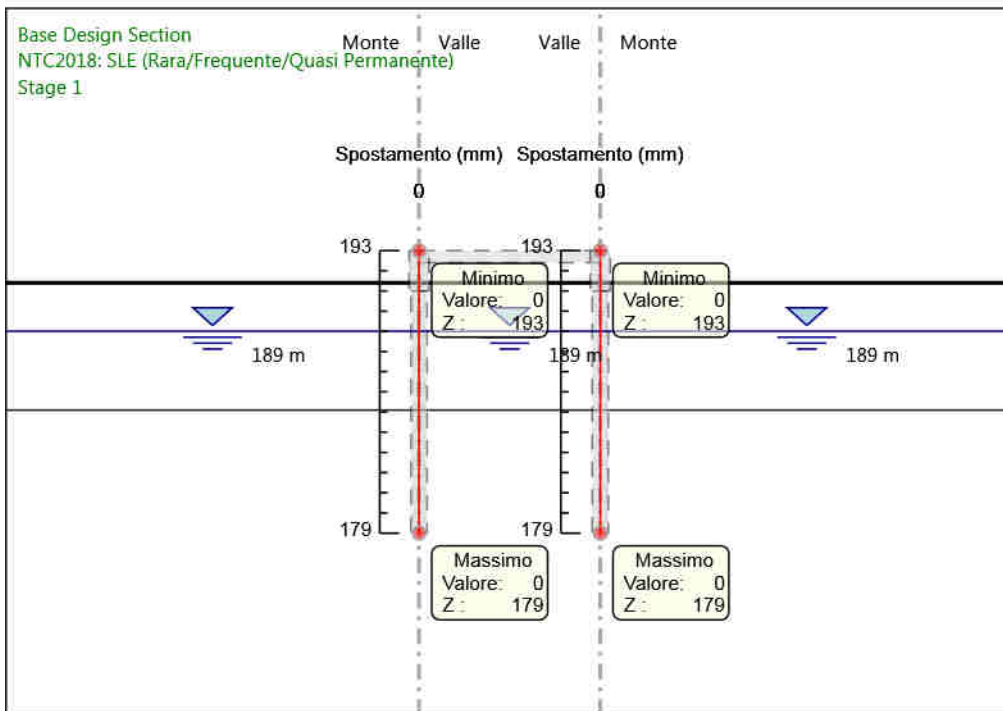 Base Design Section
NTC2018: SLE (Rara/Frequente/Quasi Permanente)
Stage 1
Monte Valle Valle Monte
Spostamento (mm) Spostamento (mm)
0 0
193 193
Minimo
Valore: 0
Z : 193
Minimo
Valore: 0
Z : 193
189 m 189 m 189 m
179 179
Massimo
Valore: 0
Z : 179
Massimo
Valore: 0
Z : 179